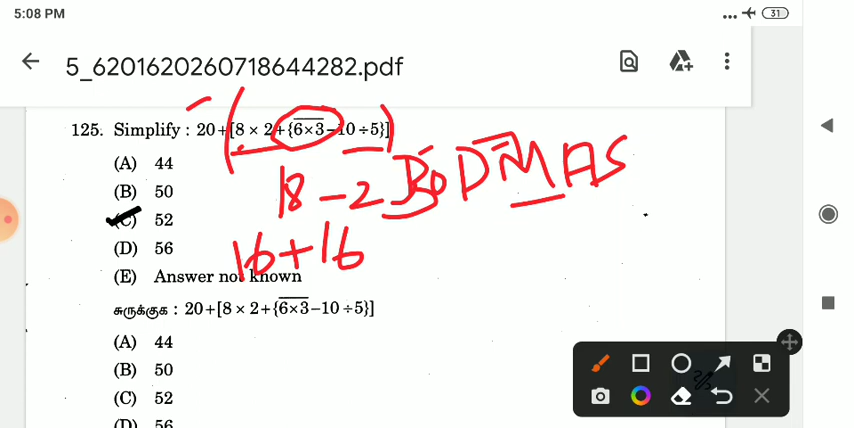 5:08 PM
... 31
5_6201620260718644282.pdf
125. Simplify : 20+[8 × 2+{6×3−10 ÷5}]
(A) 44
(B) 50
(C) 52
(D) 56
(E) Answer not known
18 − 2 BODMAS
16 + 16
சுருக்குக : 20+[8 × 2+{6×3−10 ÷5}]
(A) 44
(B) 50
(C) 52
(D) 56